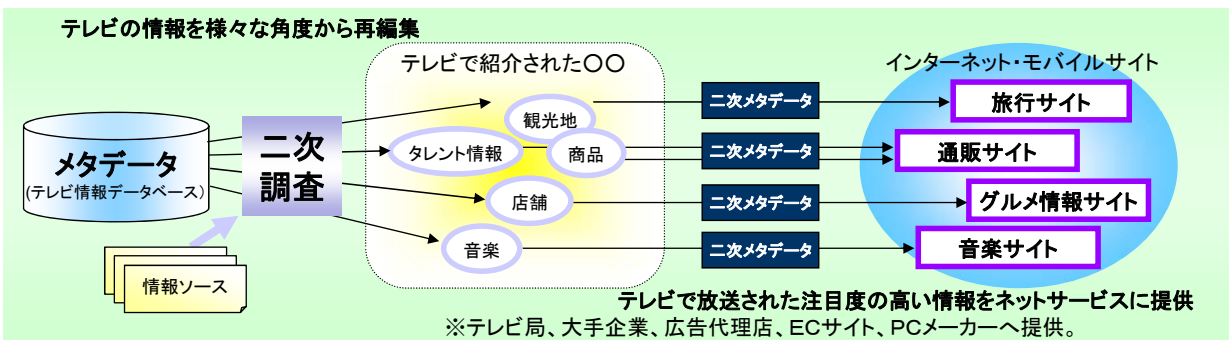 テレビの情報を様々な角度から再編集
テレビで紹介された〇〇
インターネット・モバイルサイト
メタデータ
(テレビ情報データベース)
二次
調査
情報ソース
観光地
タレント情報
商品
店舗
音楽
二次メタデータ
二次メタデータ
二次メタデータ
二次メタデータ
旅行サイト
通販サイト
グルメ情報サイト
音楽サイト
テレビで放送された注目度の高い情報をネットサービスに提供
※テレビ局、大手企業、広告代理店、ECサイト、PCメーカーへ提供。